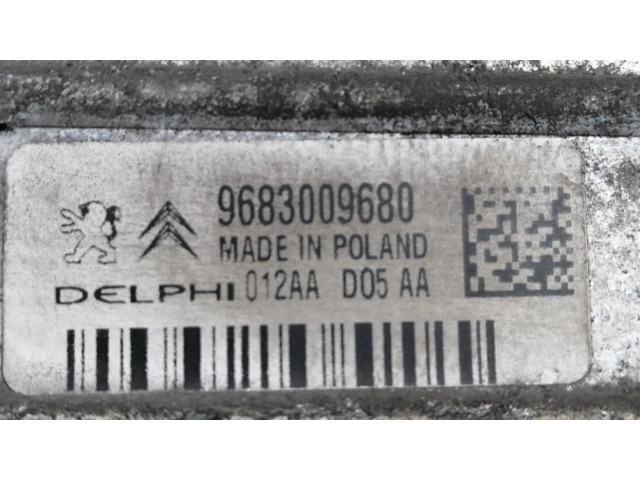 9683009680
MADE IN POLAND
DELPHI 012AA D05 AA